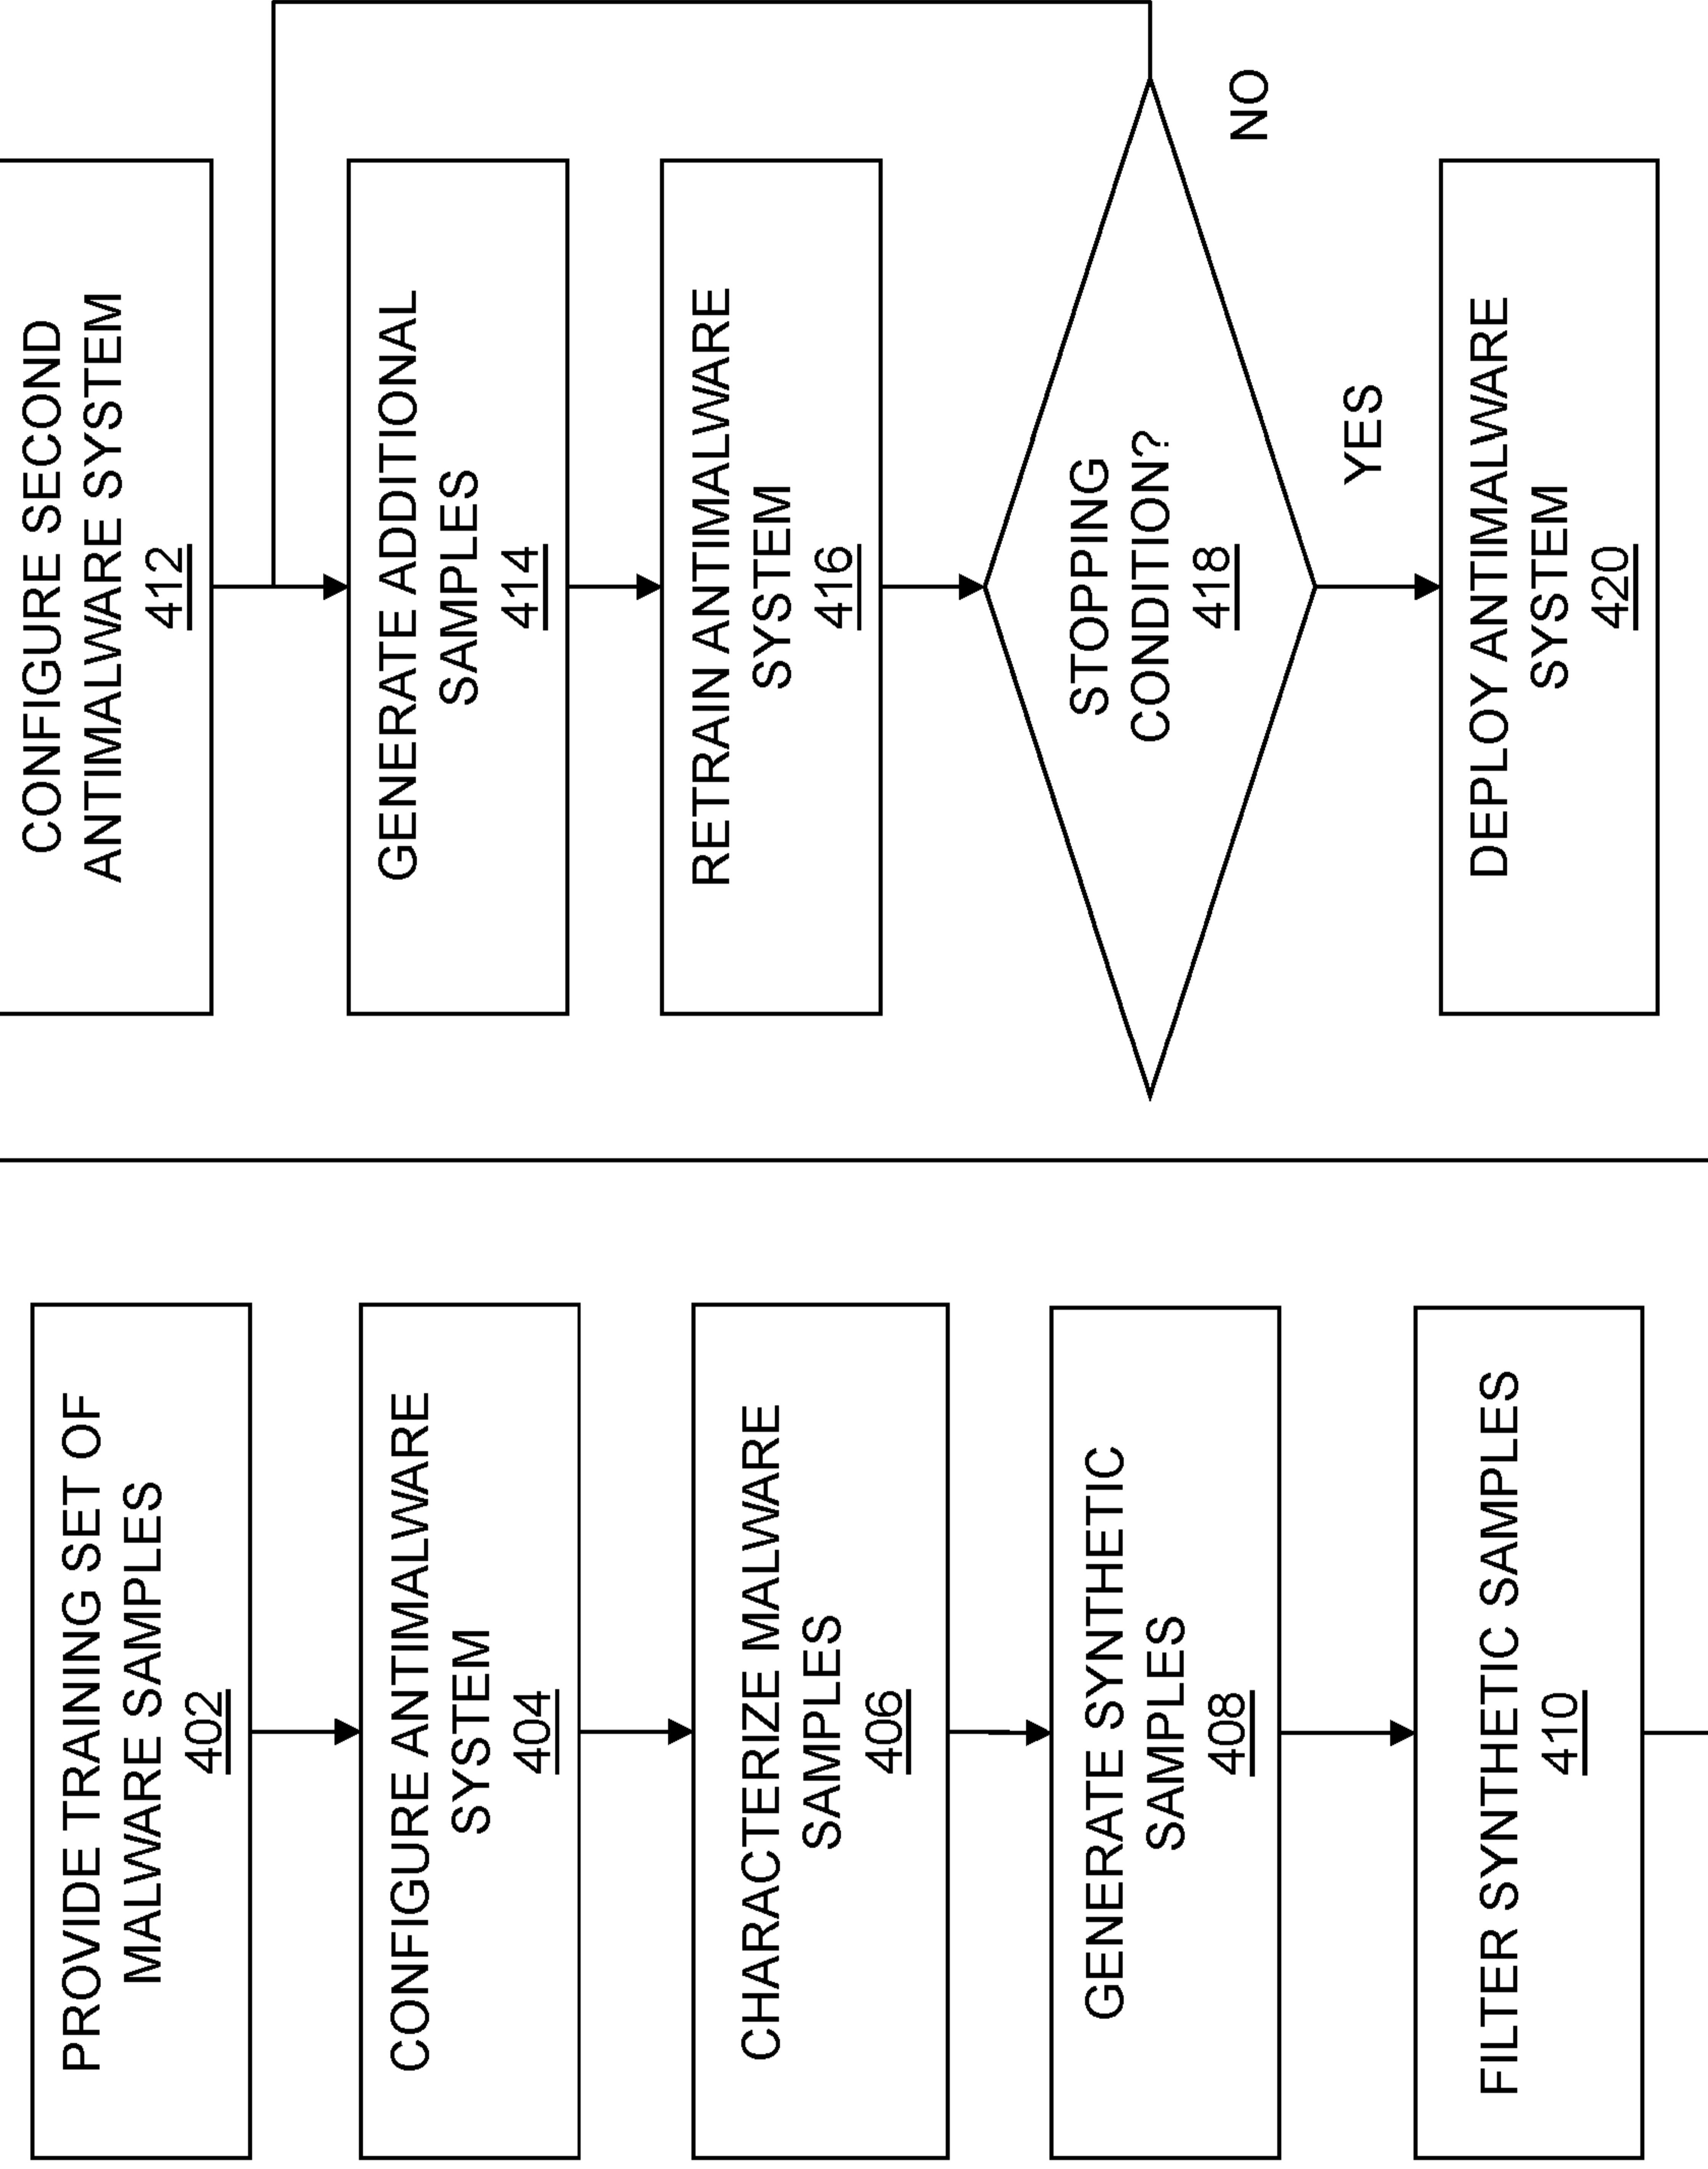 PROVIDE TRAINING SET OF
MALWARE SAMPLES
402
CONFIGURE ANTIMALWARE
SYSTEM
404
CHARACTERIZE MALWARE
SAMPLES
406
GENERATE SYNTHETIC
SAMPLES
408
FILTER SYNTHETIC SAMPLES
410
CONFIGURE SECOND
ANTIMALWARE SYSTEM
412
GENERATE ADDITIONAL
SAMPLES
414
RETRAIN ANTIMALWARE
SYSTEM
416
STOPPING
CONDITION?
418
NO
YES
DEPLOY ANTIMALWARE
SYSTEM
420